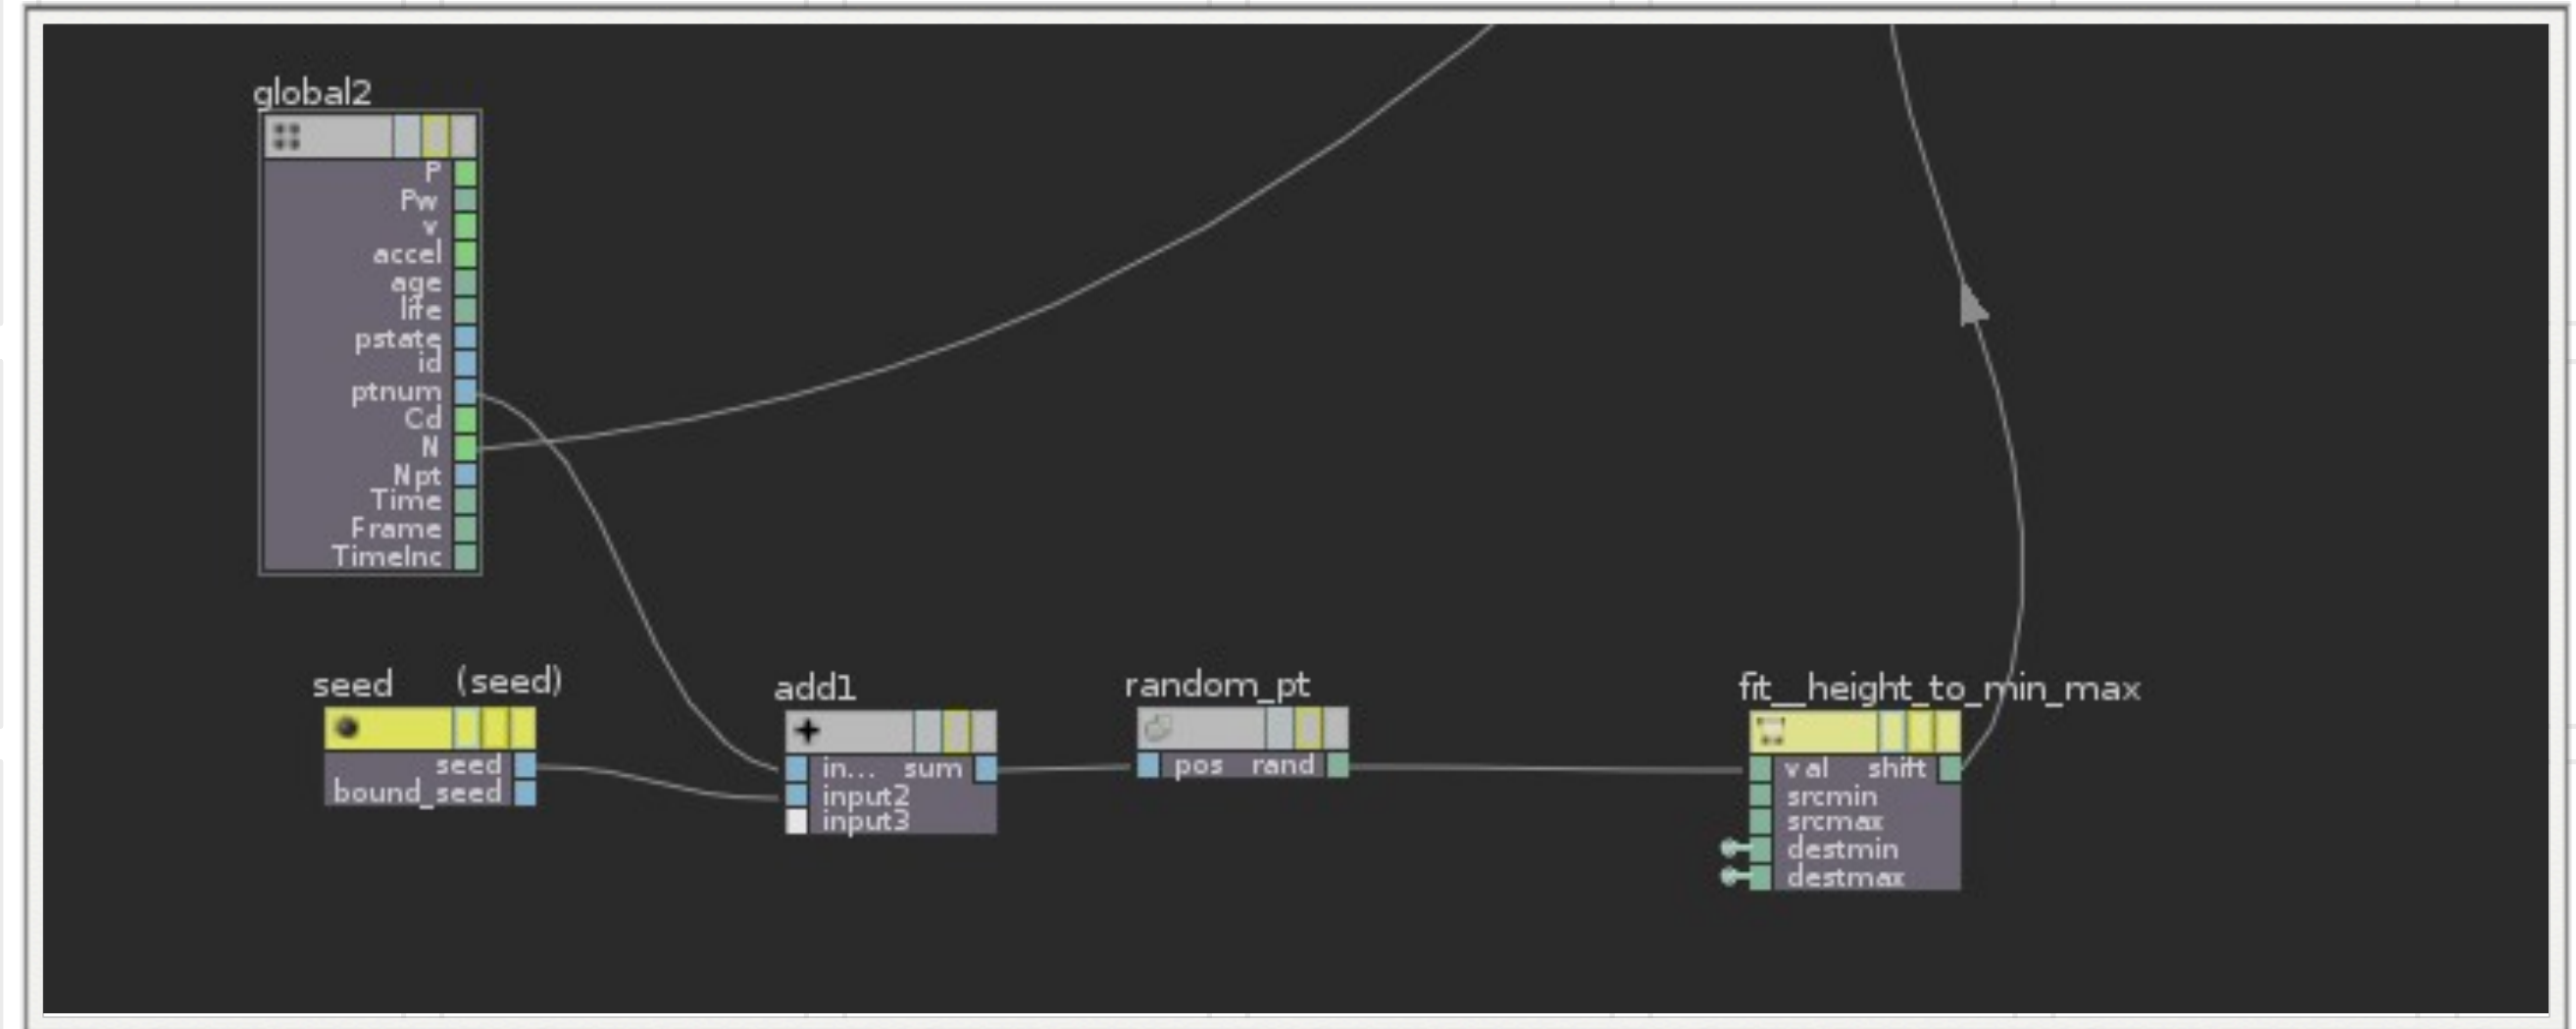 global2
P
Pw
v
accel
age
life
pstate
id
ptnum
Cd
N
Npt
Time
Frame
TimeInc
seed (seed)
seed
bound_seed
add1
in... sum
input2
input3
random_pt
pos rand
fit__height_to_min_max
val shift
srcmin
srcmax
destmin
destmax